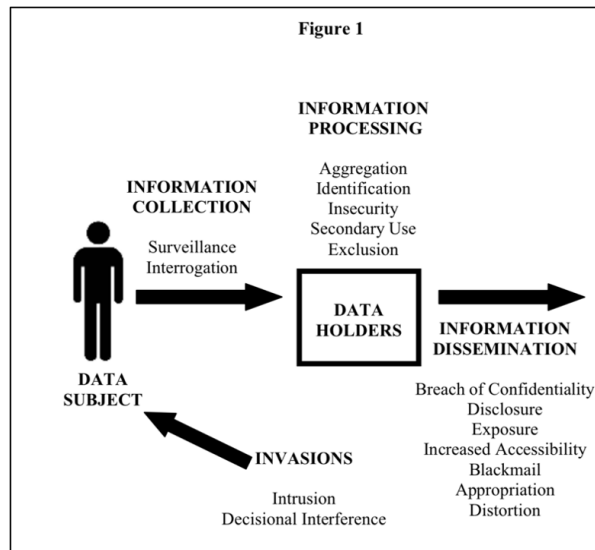 Figure 1
INFORMATION
PROCESSING
Aggregation
Identification
Insecurity
Secondary Use
Exclusion
INFORMATION
COLLECTION
Surveillance
Interrogation
DATA
HOLDERS
DATA
SUBJECT
INFORMATION
DISSEMINATION
Breach of Confidentiality
Disclosure
Exposure
Increased Accessibility
Blackmail
Appropriation
Distortion
INVASIONS
Intrusion
Decisional Interference